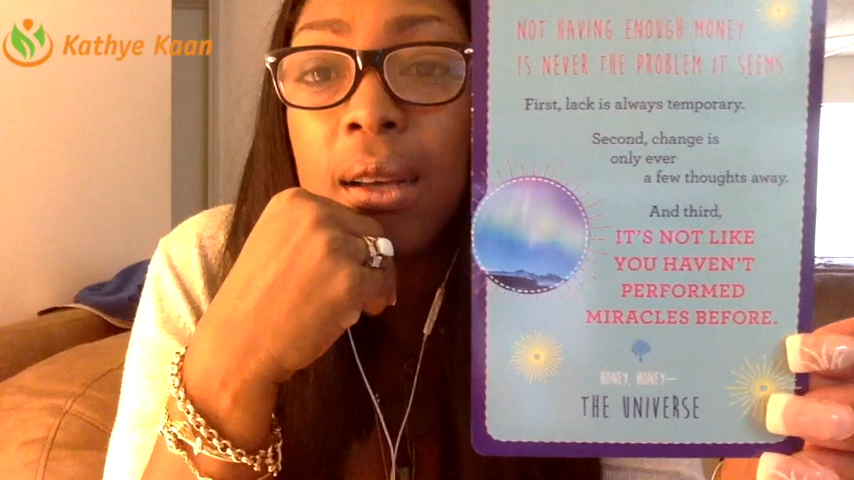 Kathye Kaan
NOT HAVING ENOUGH MONEY
IS NEVER THE PROBLEM IT SEEMS
First, lack is always temporary.
Second, change is
only ever
a few thoughts away.
And third,
IT'S NOT LIKE
YOU HAVEN'T
PERFORMED
MIRACLES BEFORE.
HONEY, HONEY—
THE UNIVERSE